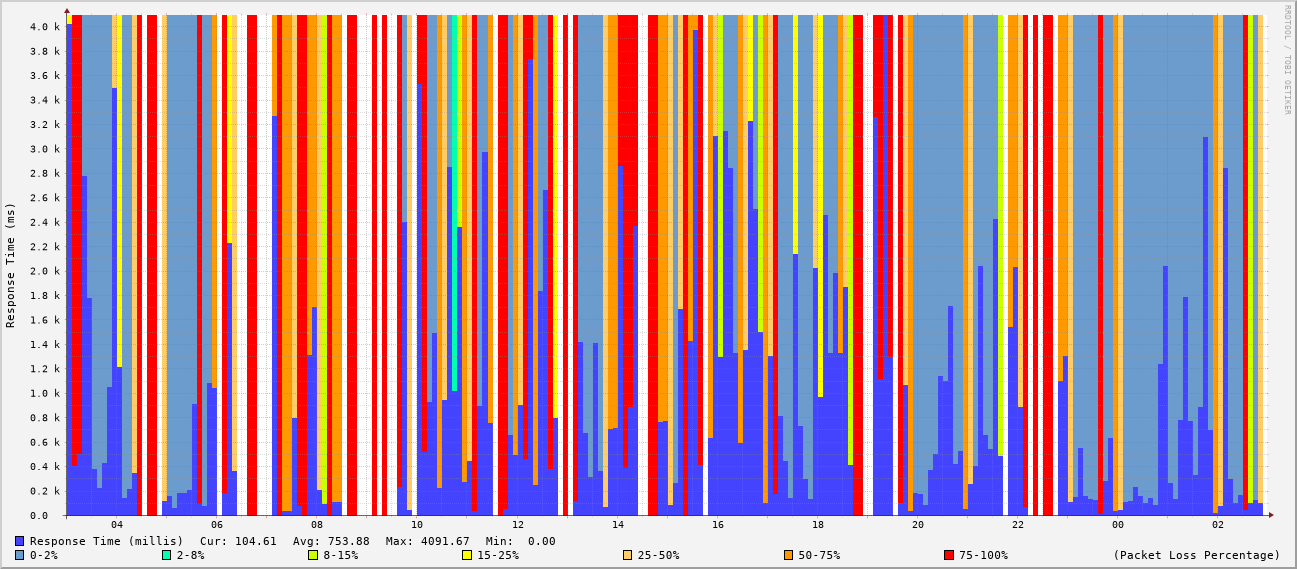 RRDTOOL / TOBI OETIKER
Response Time (ms)
4.0 k
3.8 k
3.6 k
3.4 k
3.2 k
3.0 k
2.8 k
2.6 k
2.4 k
2.2 k
2.0 k
1.8 k
1.6 k
1.4 k
1.2 k
1.0 k
0.8 k
0.6 k
0.4 k
0.2 k
0.0
04 06 08 10 12 14 16 18 20 22 00 02
Response Time (millis) Cur: 104.61 Avg: 753.88 Max: 4091.67 Min: 0.00
0-2% 2-8% 8-15% 15-25% 25-50% 50-75% 75-100% (Packet Loss Percentage)